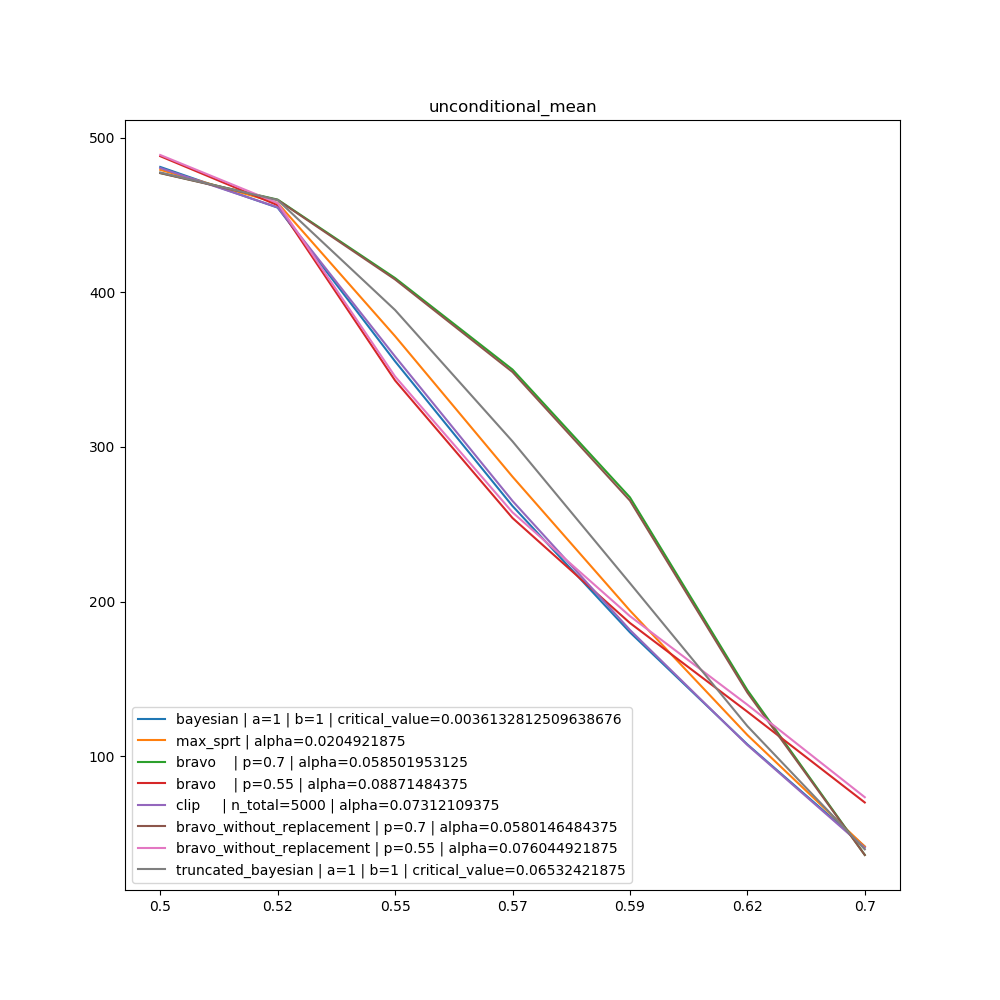 unconditional_mean
500
400
300
200
100
bayesian | a=1 | b=1 | critical_value=0.0036132812509638676
max_sprt | alpha=0.0204921875
bravo    | p=0.7 | alpha=0.058501953125
bravo    | p=0.55 | alpha=0.08871484375
clip     | n_total=5000 | alpha=0.07312109375
bravo_without_replacement | p=0.7 | alpha=0.0580146484375
bravo_without_replacement | p=0.55 | alpha=0.076044921875
truncated_bayesian | a=1 | b=1 | critical_value=0.06532421875
0.5 0.52 0.55 0.57 0.59 0.62 0.7